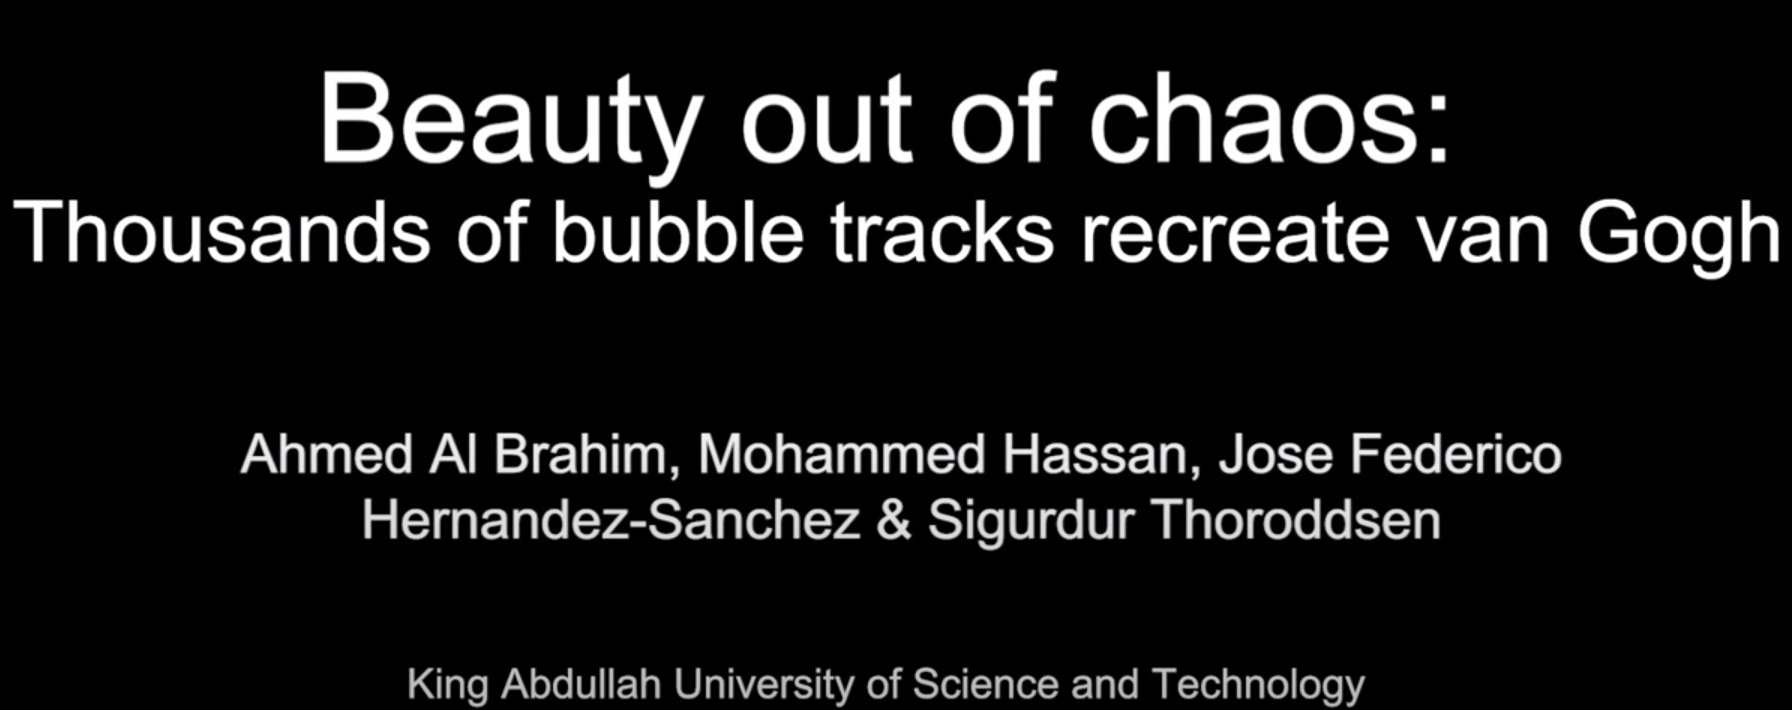 Beauty out of chaos:
Thousands of bubble tracks recreate van Gogh
Ahmed Al Brahim, Mohammed Hassan, Jose Federico
Hernandez-Sanchez & Sigurdur Thoroddsen
King Abdullah University of Science and Technology